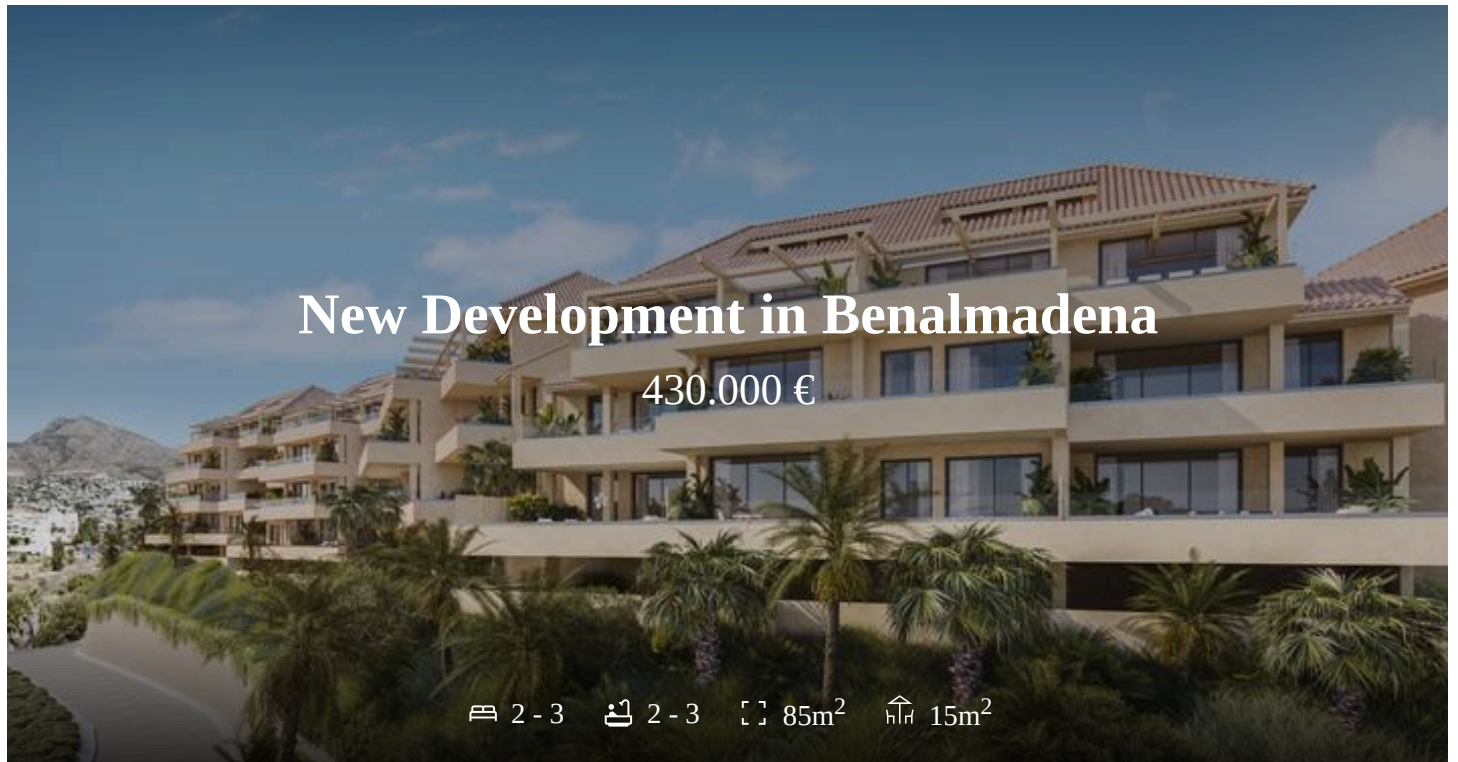 New Development in Benalmadena
430.000 €
2 - 3 2 - 3 85m² 15m²